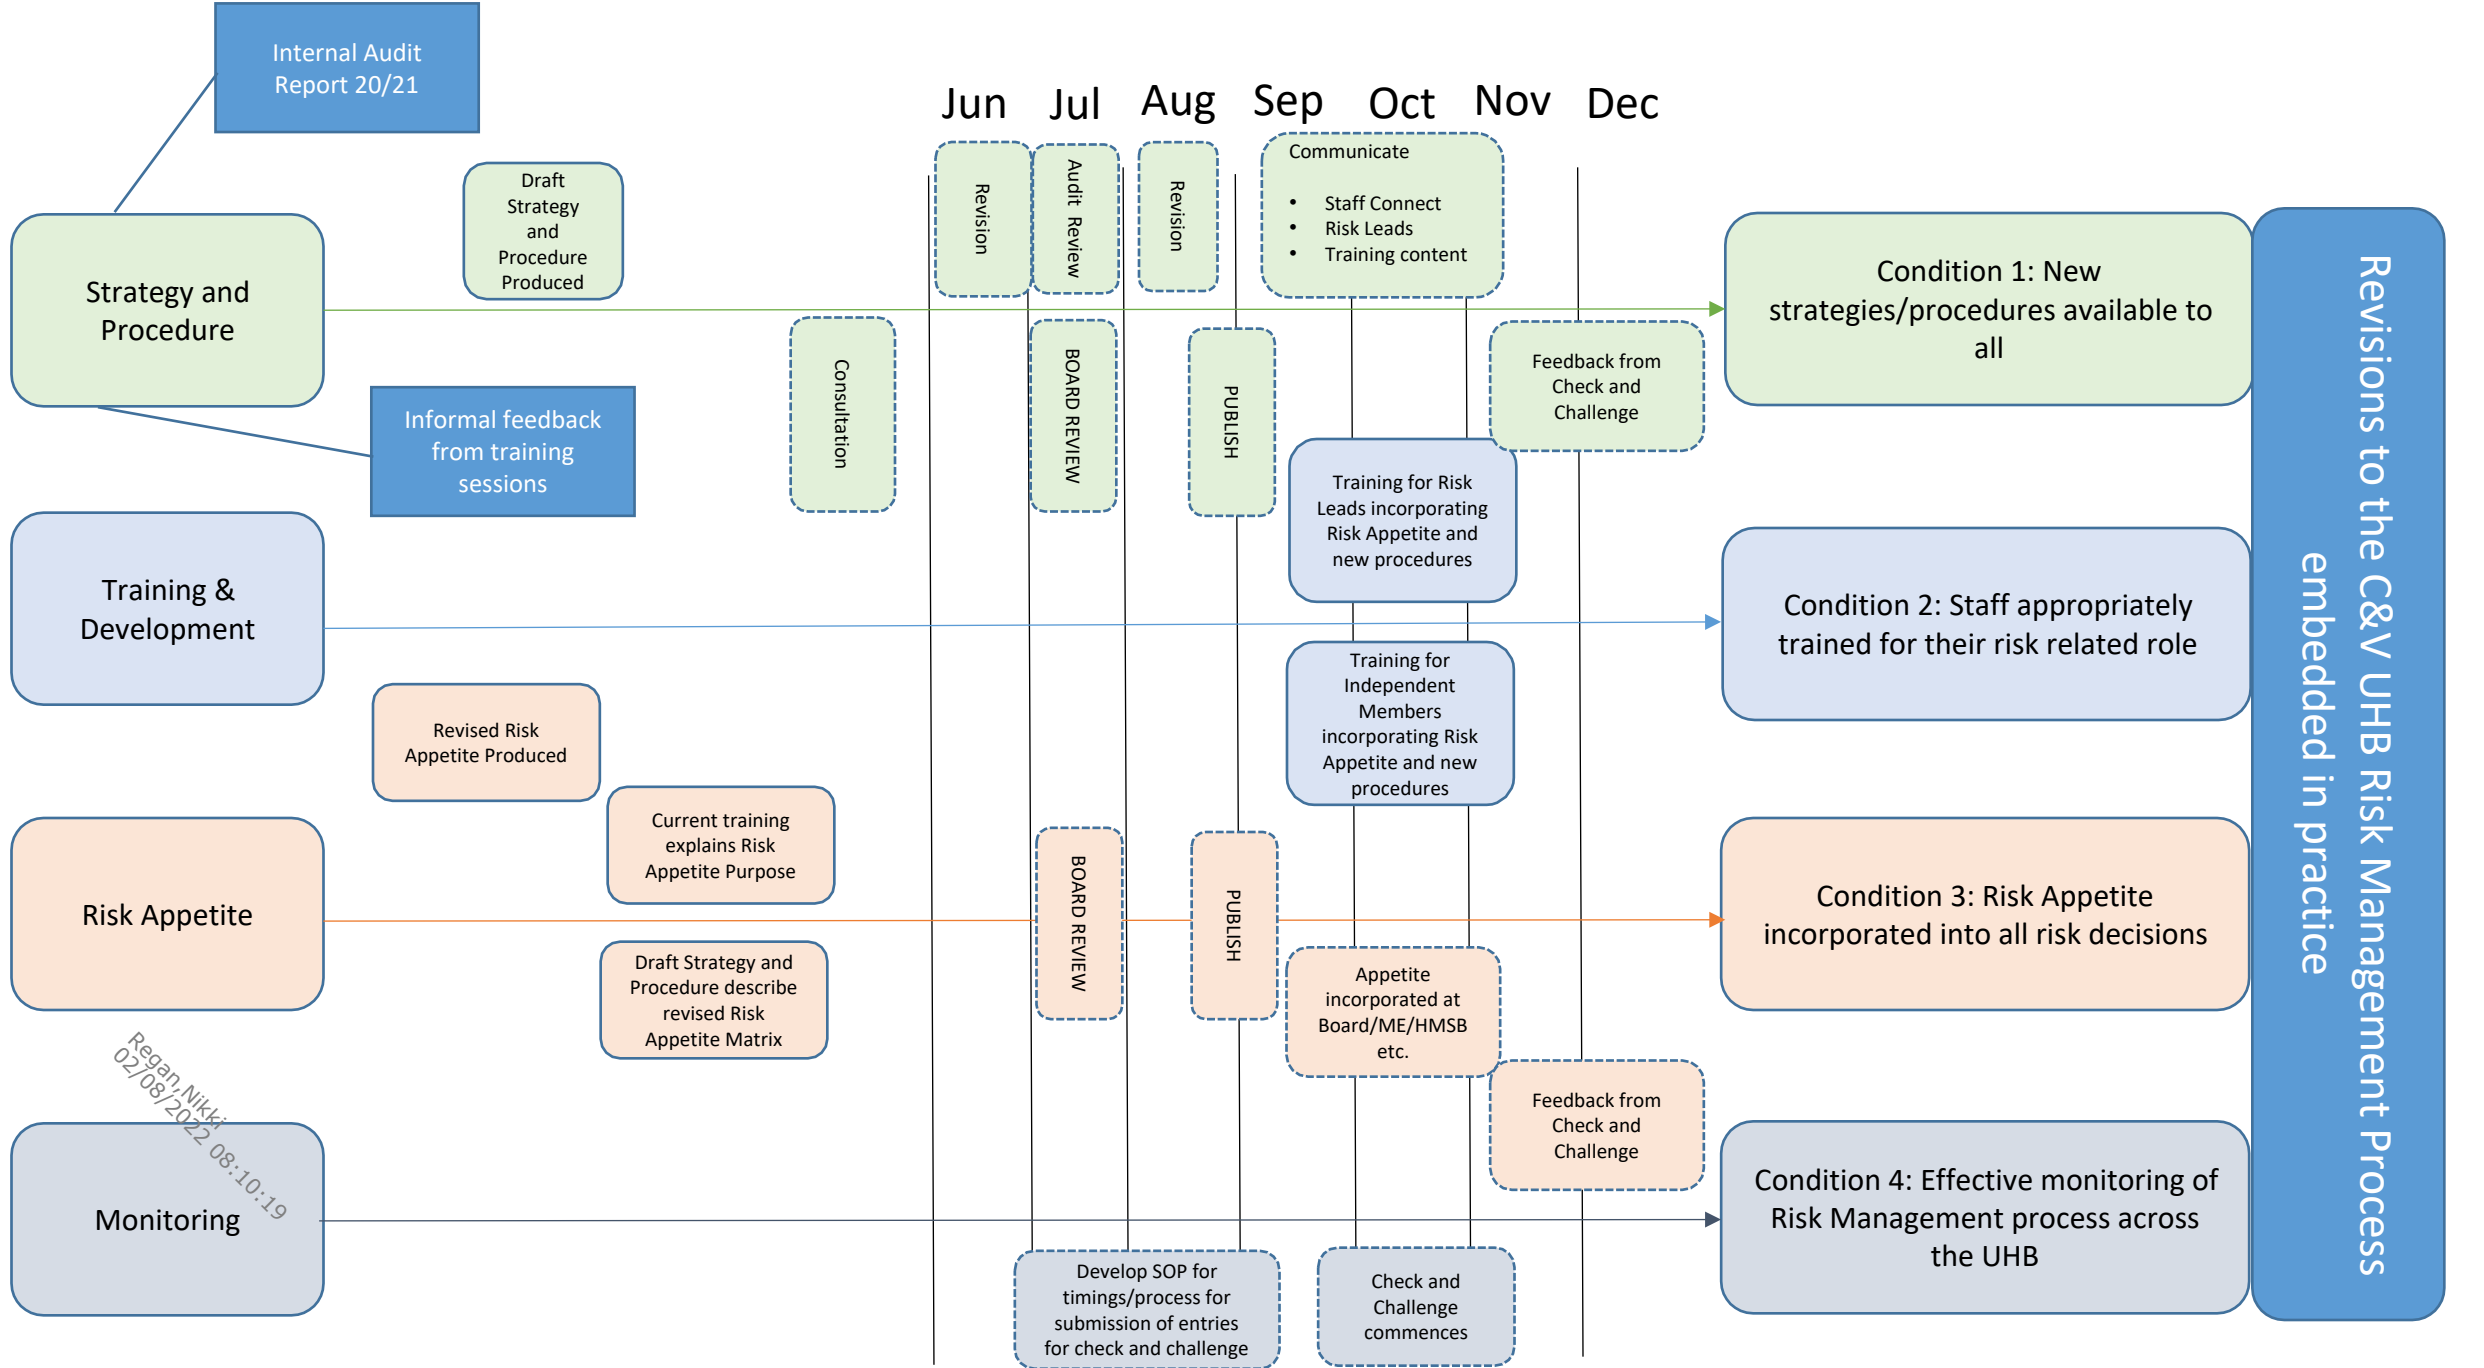 Internal Audit
Report 20/21
Jun
Jul
Aug
Sep
Oct
Nov
Dec
Draft
Strategy
and
Procedure
Produced
Revision
Audit Review
Revision
Communicate
• Staff Connect
• Risk Leads
• Training content
Strategy and
Procedure
Condition 1: New
strategies/procedures available to
all
Consultation
BOARD REVIEW
PUBLISH
Feedback from
Check and
Challenge
Informal feedback
from training
sessions
Training for Risk
Leads incorporating
Risk Appetite and
new procedures
Training &
Development
Condition 2: Staff appropriately
trained for their risk related role
Training for
Independent
Members
incorporating Risk
Appetite and new
procedures
Revised Risk
Appetite Produced
Current training
explains Risk
Appetite Purpose
Risk Appetite
BOARD REVIEW
PUBLISH
Condition 3: Risk Appetite
incorporated into all risk decisions
Draft Strategy and
Procedure describe
revised Risk
Appetite Matrix
Appetite
incorporated at
Board/ME/HMSB
etc.
Feedback from
Check and
Challenge
Regan,Nikki
02/08/2022 08:10:19
Monitoring
Condition 4: Effective monitoring of
Risk Management process across
the UHB
Develop SOP for
timings/process for
submission of entries
for check and challenge
Check and
Challenge
commences
Revisions to the C&V UHB Risk Management Process
embedded in practice